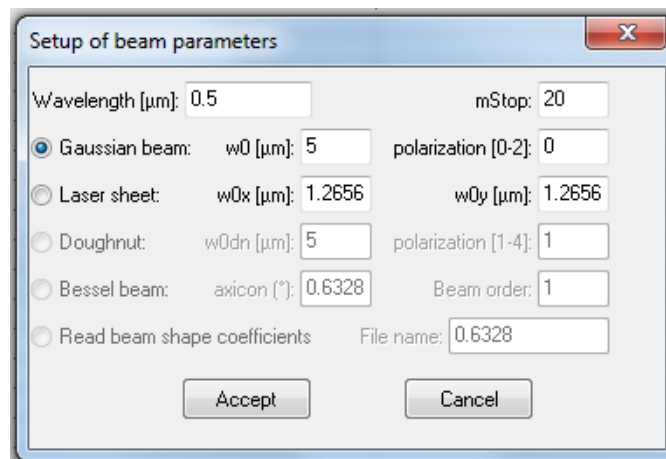 Setup of beam parameters
Wavelength [µm]: 0.5 mStop: 20
Gaussian beam: w0 [µm]: 5 polarization [0-2]: 0
Laser sheet: w0x [µm]: 1.2656 w0y [µm]: 1.2656
Doughnut: w0dn [µm]: 5 polarization [1-4]: 1
Bessel beam: axicon (°): 0.6328 Beam order: 1
Read beam shape coefficients File name: 0.6328
Accept Cancel